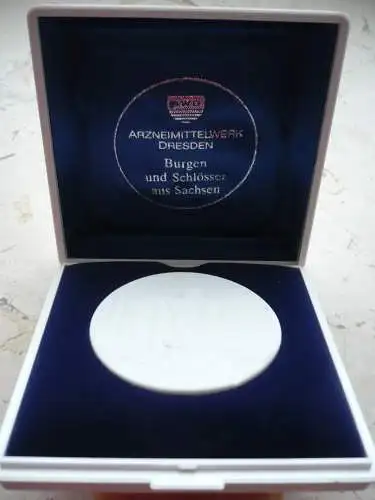 AWD
ARZNEIMITTELWERK
DRESDEN
Burgen
und Schlösser
aus Sachsen